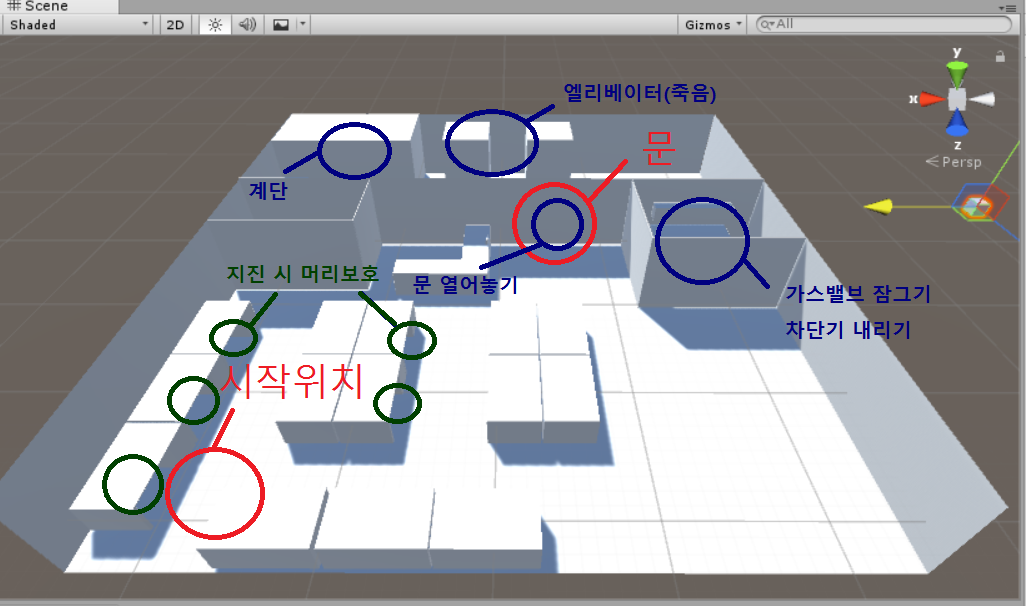 Scene
Shaded
2D
Gizmos
All
y
x
z
Persp
엘리베이터(죽음)
문
계단
지진 시 머리보호
문 열어놓기
가스밸브 잠그기
차단기 내리기
시작위치